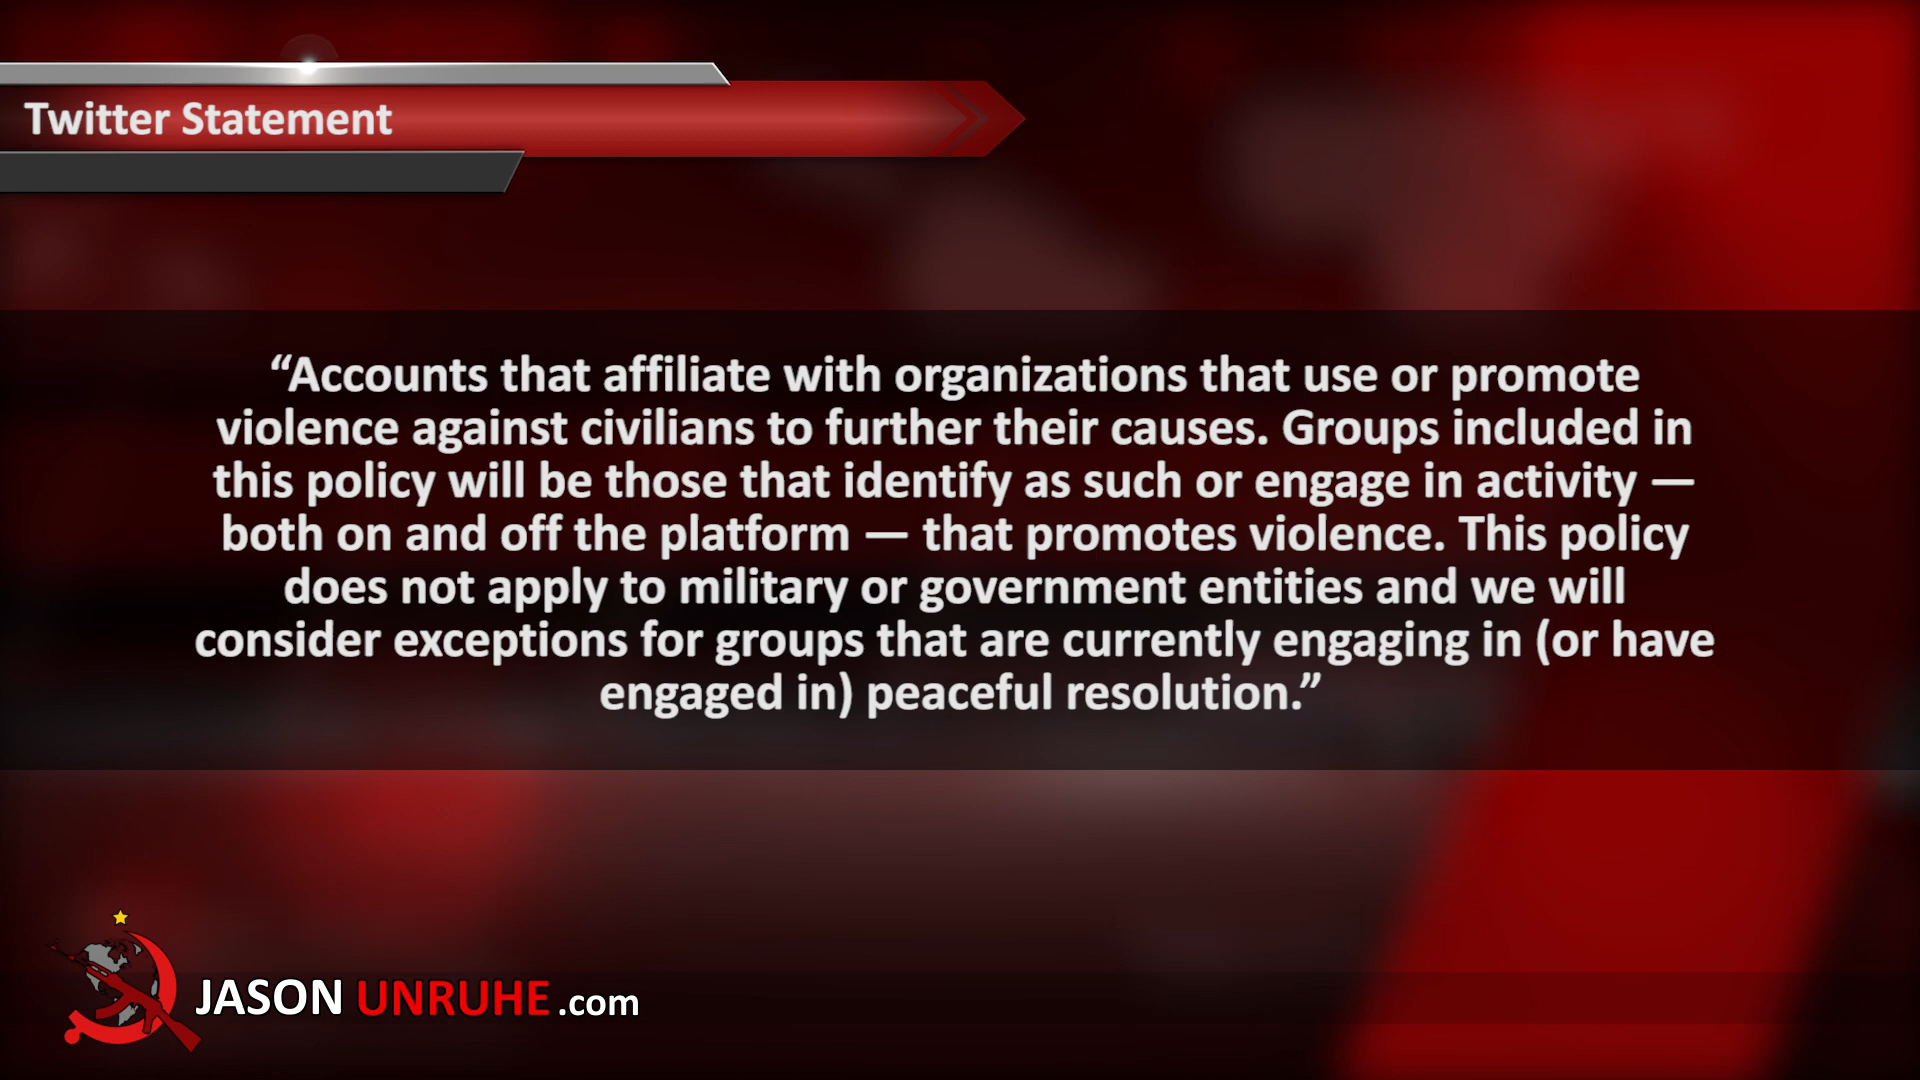 Twitter Statement
“Accounts that affiliate with organizations that use or promote
violence against civilians to further their causes. Groups included in
this policy will be those that identify as such or engage in activity —
both on and off the platform — that promotes violence. This policy
does not apply to military or government entities and we will
consider exceptions for groups that are currently engaging in (or have
engaged in) peaceful resolution.”
JASON UNRUHE .com